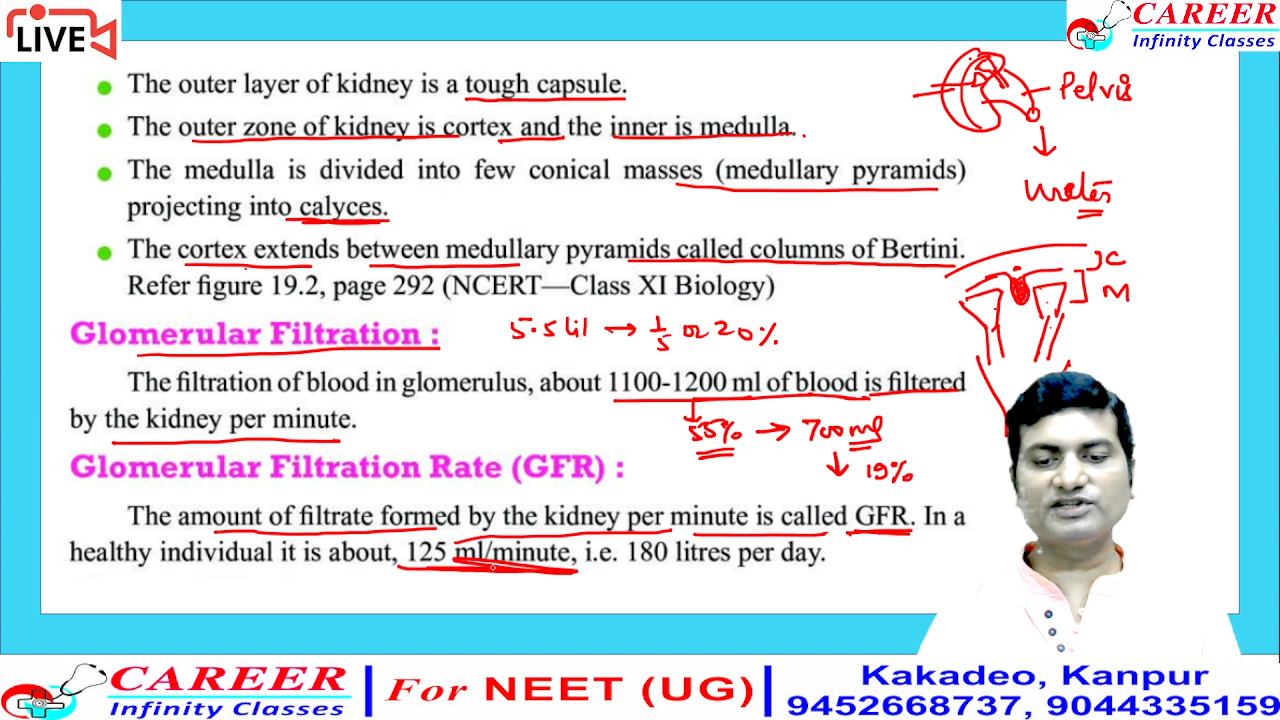 LIVE
CAREER
Infinity Classes
The outer layer of kidney is a tough capsule.
The outer zone of kidney is cortex and the inner is medulla.
The medulla is divided into few conical masses (medullary pyramids)
projecting into calyces.
The cortex extends between medullary pyramids called columns of Bertini.
Refer figure 19.2, page 292 (NCERT—Class XI Biology)
Pelvis
Ureter
C
M
Glomerular Filtration :
5.5 lit → 1/5 or 20%
The filtration of blood in glomerulus, about 1100-1200 ml of blood is filtered
by the kidney per minute.
55% → 700 ml
19%
Glomerular Filtration Rate (GFR) :
The amount of filtrate formed by the kidney per minute is called GFR. In a
healthy individual it is about, 125 ml/minute, i.e. 180 litres per day.
CAREER
Infinity Classes
For NEET (UG)
Kakadeo, Kanpur
9452668737, 9044335159